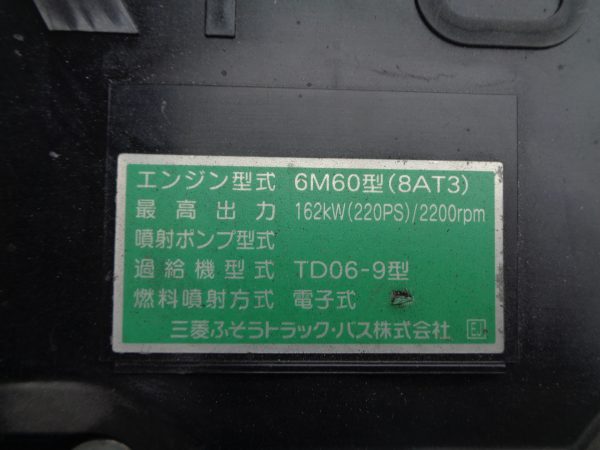 エンジン型式 6M60型(8AT3)
最高出力 162kW(220PS)/2200rpm
噴射ポンプ型式
過給機型式 TD06-9型
燃料噴射方式 電子式
三菱ふそうトラック・バス株式会社 EJ